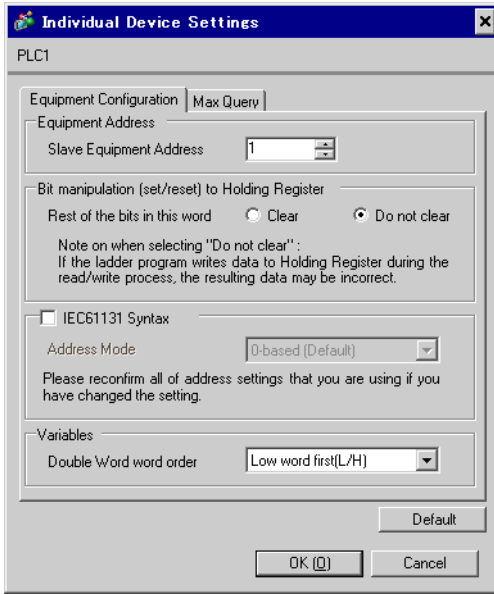 Individual Device Settings
PLC1
Equipment Configuration Max Query
Equipment Address
Slave Equipment Address 1
Bit manipulation (set/reset) to Holding Register
Rest of the bits in this word Clear Do not clear
Note on when selecting "Do not clear" :
If the ladder program writes data to Holding Register during the
read/write process, the resulting data may be incorrect.
IEC61131 Syntax
Address Mode 0-based (Default)
Please reconfirm all of address settings that you are using if you
have changed the setting.
Variables
Double Word word order Low word first(L/H)
Default
OK (O) Cancel